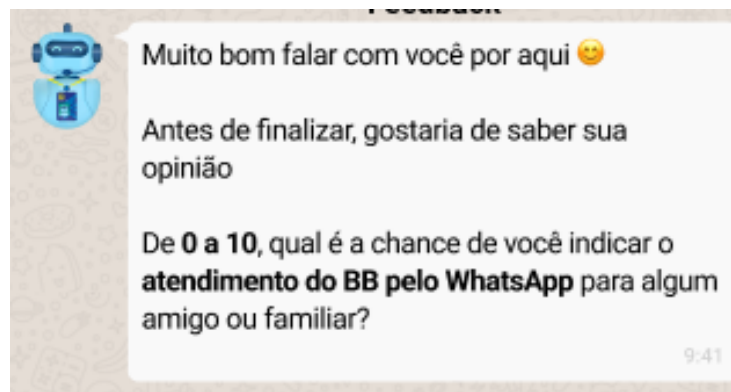 Feedback
Muito bom falar com você por aqui 😊
Antes de finalizar, gostaria de saber sua
opinião
De 0 a 10, qual é a chance de você indicar o
atendimento do BB pelo WhatsApp para algum
amigo ou familiar?
9:41